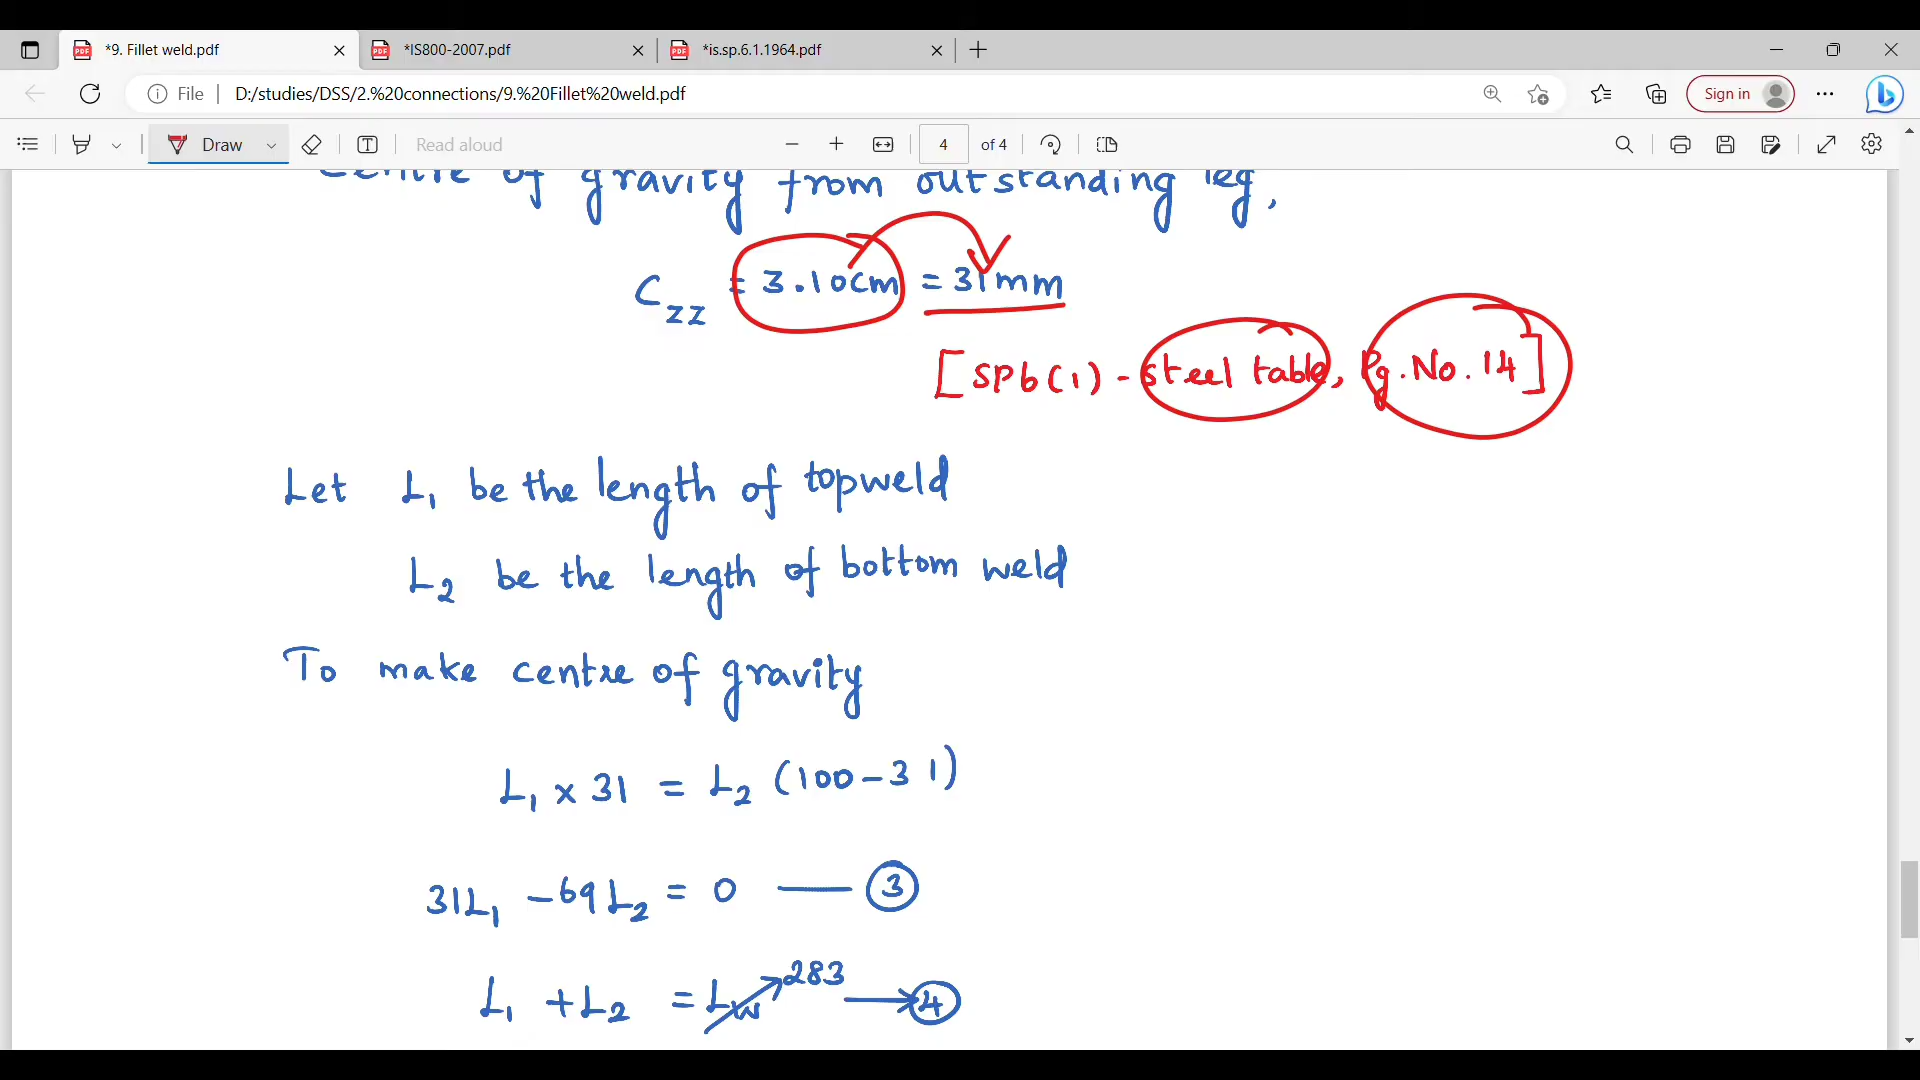 *9. Fillet weld.pdf
*IS800-2007.pdf
*is.sp.6.1.1964.pdf
File
D:/studies/DSS/2.%20connections/9.%20Fillet%20weld.pdf
Sign in
Draw
Read aloud
4 of 4
Centre of gravity from outstanding leg,
Czz = 3.10cm = 31mm
[SP6(1) - steel table, Pg.No.14]
Let L1 be the length of topweld
L2 be the length of bottom weld
To make centre of gravity
L1 x 31 = L2 (100-31)
31L1 - 69L2 = 0 — 3
L1 + L2 = Lw 283 → 4